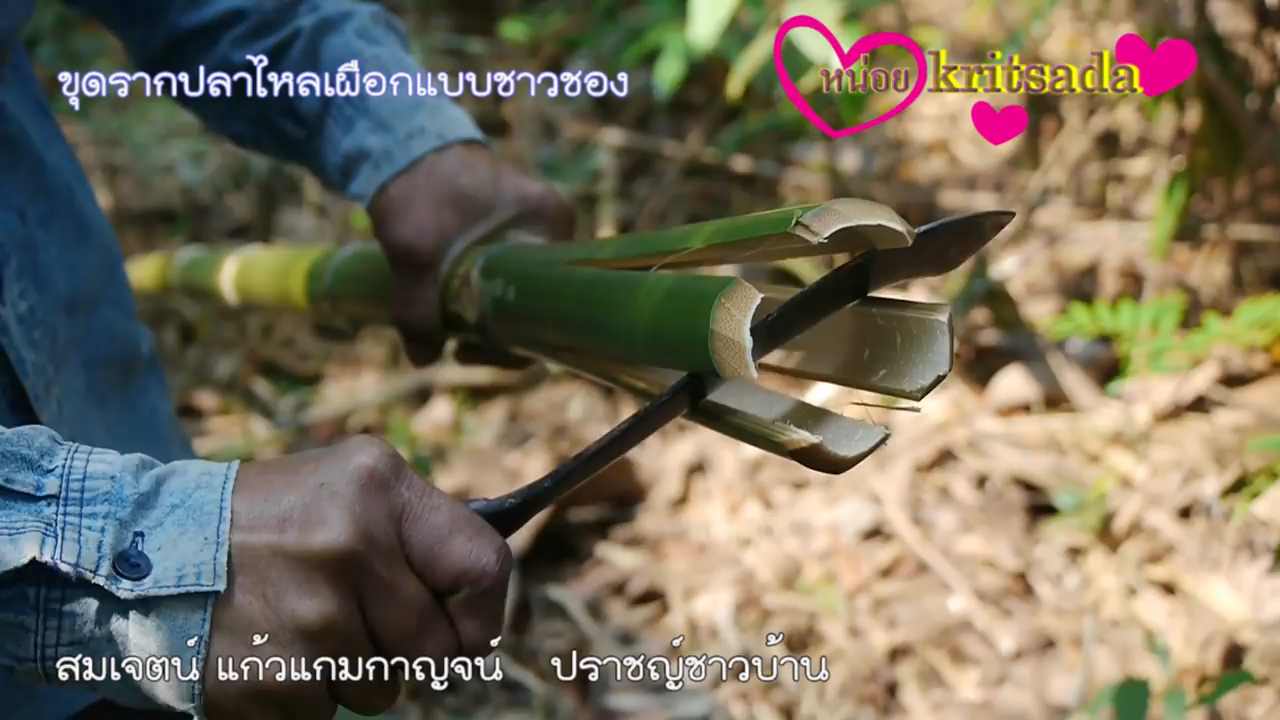 ขุดรากปลาไหลเผือกแบบชาวชอง
หน่อย kritsada
สมเจตน์ แก้วแกมกาญจน์ ปราชญ์ชาวบ้าน